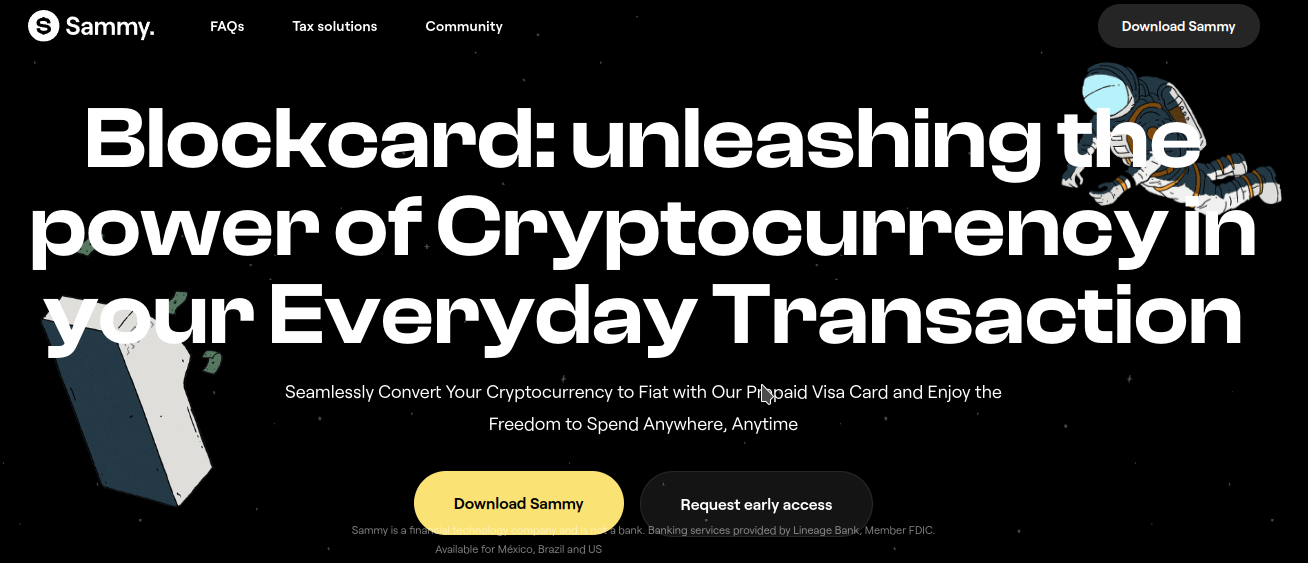 S Sammy.
FAQs
Tax solutions
Community
Download Sammy
Blockcard: unleashing the
power of Cryptocurrency in
your Everyday Transaction
Seamlessly Convert Your Cryptocurrency to Fiat with Our Prepaid Visa Card and Enjoy the
Freedom to Spend Anywhere, Anytime
Download Sammy
Request early access
Sammy is a financial technology company and is not a bank. Banking services provided by Lineage Bank, Member FDIC.
Available for México, Brazil and US